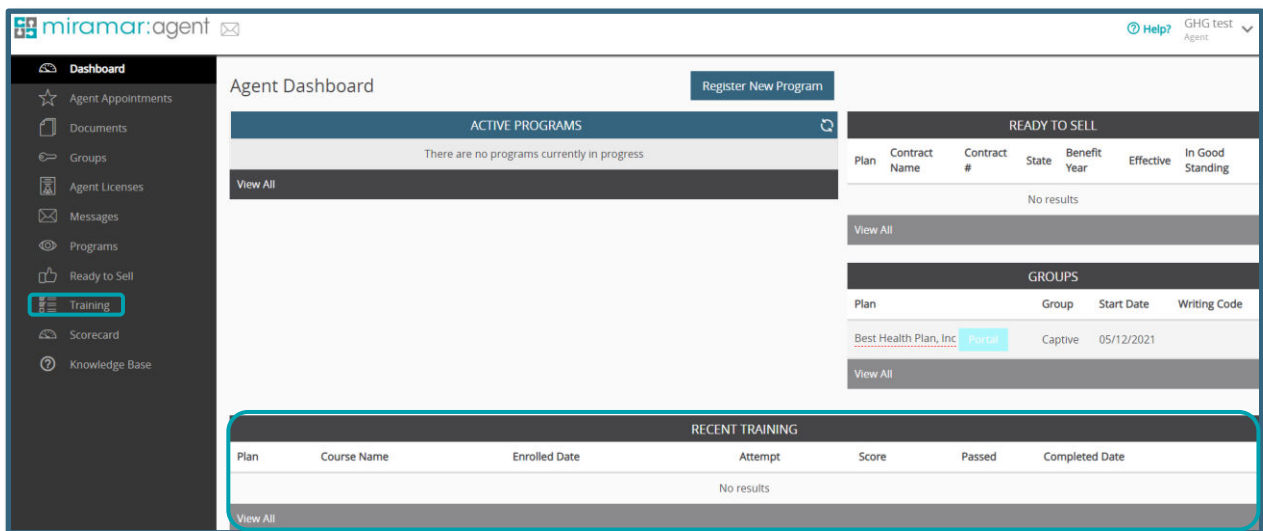 miramar:agent
Help?
GHG test
Agent
Dashboard
Agent Appointments
Documents
Groups
Agent Licenses
Messages
Programs
Ready to Sell
Training
Scorecard
Knowledge Base
Agent Dashboard
Register New Program
ACTIVE PROGRAMS
There are no programs currently in progress
View All
READY TO SELL
Plan Contract Name Contract # State Benefit Year Effective In Good Standing
No results
View All
GROUPS
Plan Group Start Date Writing Code
Best Health Plan, Inc Portal Captive 05/12/2021
View All
RECENT TRAINING
Plan Course Name Enrolled Date Attempt Score Passed Completed Date
No results
View All